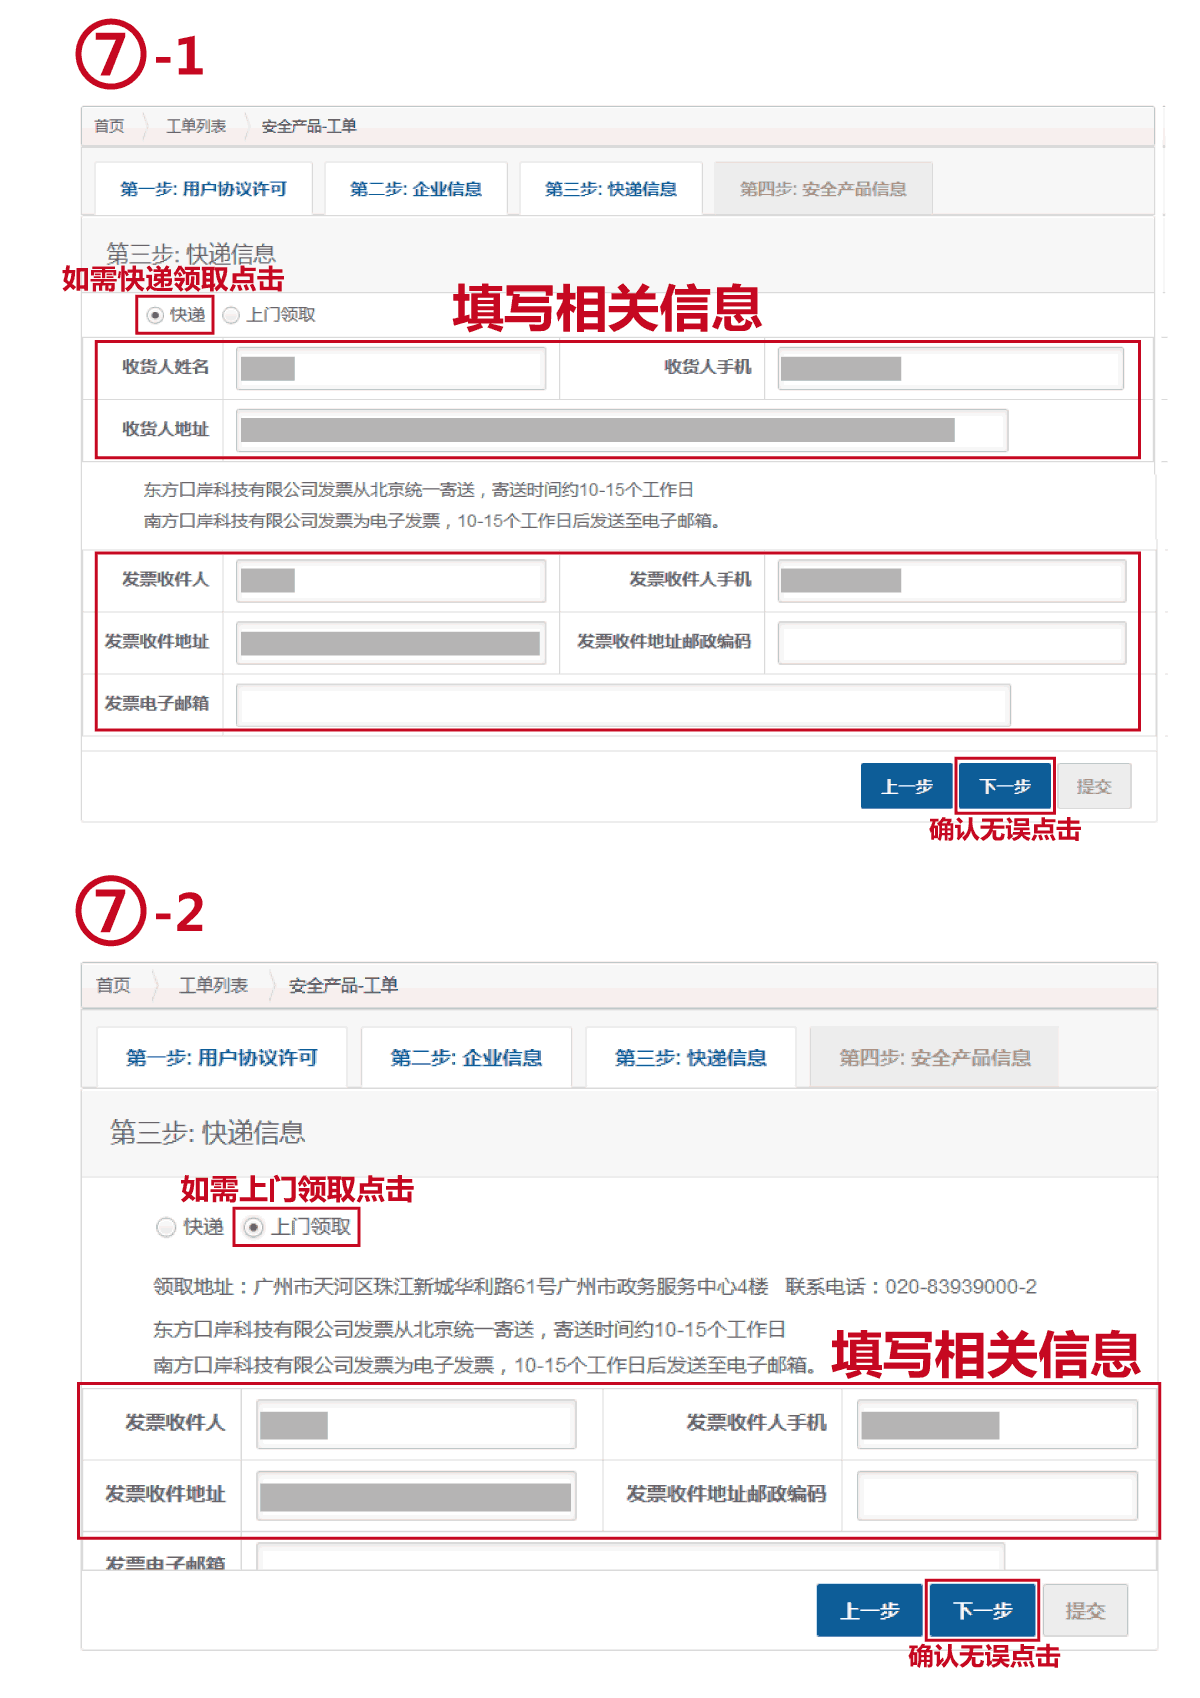 ⑦-1
首页 工单列表 安全产品-工单
第一步: 用户协议许可 第二步: 企业信息 第三步: 快递信息 第四步: 安全产品信息
第三步: 快递信息
如需快递领取点击
填写相关信息
快递 上门领取
收货人姓名 收货人手机
收货人地址
东方口岸科技有限公司发票从北京统一寄送，寄送时间约10-15个工作日
南方口岸科技有限公司发票为电子发票，10-15个工作日后发送至电子邮箱。
发票收件人 发票收件人手机
发票收件地址 发票收件地址邮政编码
发票电子邮箱
上一步 下一步 提交
确认无误点击
⑦-2
首页 工单列表 安全产品-工单
第一步: 用户协议许可 第二步: 企业信息 第三步: 快递信息 第四步: 安全产品信息
第三步: 快递信息
如需上门领取点击
快递 上门领取
领取地址：广州市天河区珠江新城华利路61号广州市政务服务中心4楼 联系电话：020-83939000-2
东方口岸科技有限公司发票从北京统一寄送，寄送时间约10-15个工作日
填写相关信息
南方口岸科技有限公司发票为电子发票，10-15个工作日后发送至电子邮箱。
发票收件人 发票收件人手机
发票收件地址 发票收件地址邮政编码
发票电子邮箱
上一步 下一步 提交
确认无误点击